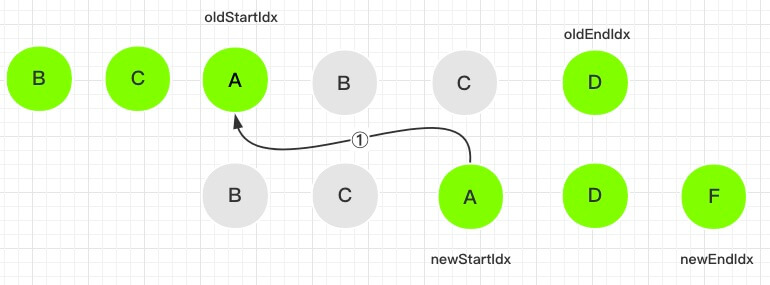 oldStartIdx
oldEndIdx
B C A B C D
①
B C A D F
newStartIdx newEndIdx